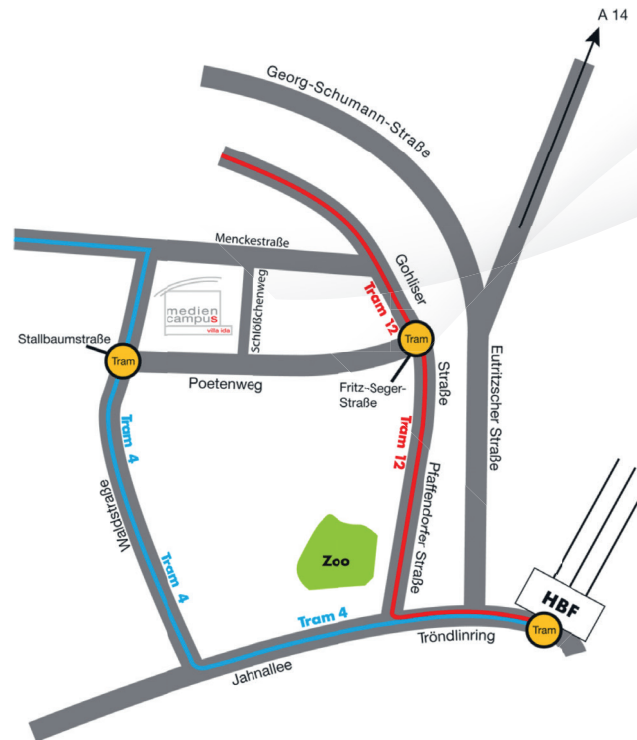 A 14
Georg-Schumann-Straße
Menckestraße
Gohliser
Straße
Tram 12
medien
campus
villa ida
Schlößchenweg
Stallbaumstraße
Tram
Tram
Poetenweg
Fritz-Seger-
Straße
Eutritzscher Straße
Tram 4
Tram 12
Waldstraße
Pfaffendorfer Straße
Tram 4
Zoo
Tram 4
HBF
Tram
Tröndlinring
Jahnallee